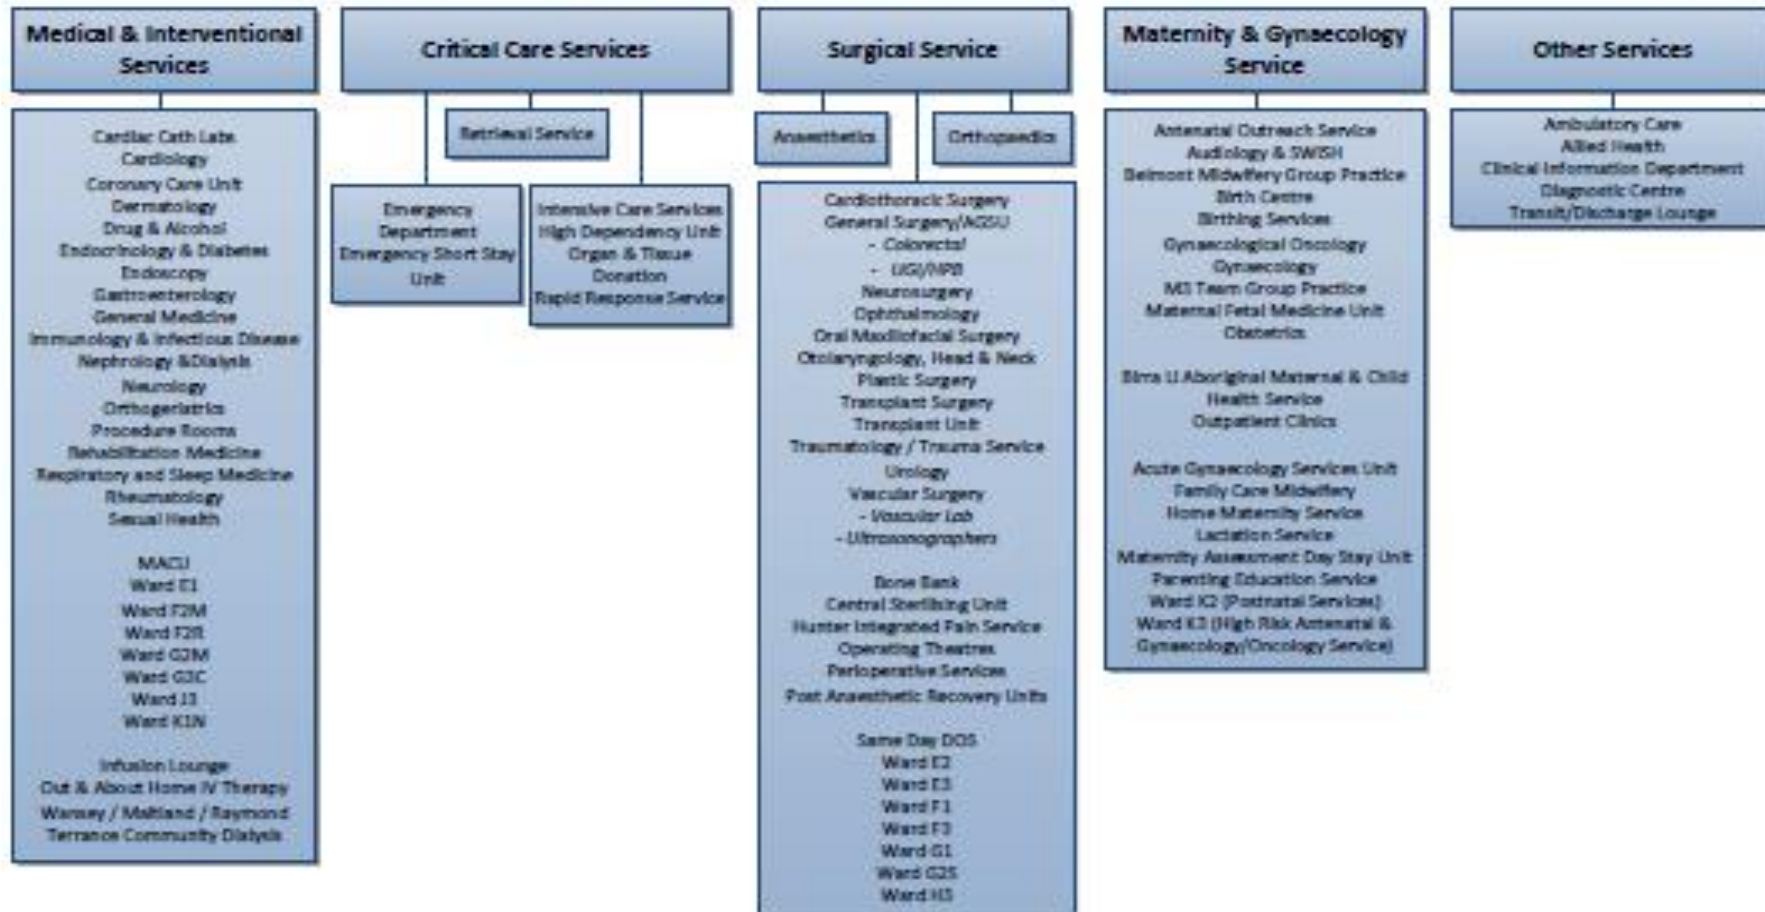 Medical & Interventional
Services
Cardiac Cath Labs
Cardiology
Coronary Care Unit
Dermatology
Drug & Alcohol
Endocrinology & Diabetes
Endoscopy
Gastroenterology
General Medicine
Immunology & Infectious Disease
Nephrology &Dialysis
Neurology
Orthogeriatrics
Procedure Rooms
Rehabilitation Medicine
Respiratory and Sleep Medicine
Rheumatology
Sexual Health
MACU
Ward E1
Ward F2M
Ward F2R
Ward G2M
Ward G3C
Ward J3
Ward K1N
Infusion Lounge
Out & About Home IV Therapy
Wansey / Maitland / Raymond
Terrance Community Dialysis
Critical Care Services
Retrieval Service
Emergency
Department
Emergency Short Stay
Unit
Intensive Care Services
High Dependency Unit
Organ & Tissue
Donation
Rapid Response Service
Surgical Service
Anaesthetics
Orthopaedics
Cardiothoracic Surgery
General Surgery/AGSU
- Colorectal
- UGI/HPB
Neurosurgery
Ophthalmology
Oral Maxillofacial Surgery
Otolaryngology, Head & Neck
Plastic Surgery
Transplant Surgery
Transplant Unit
Traumatology / Trauma Service
Urology
Vascular Surgery
- Vascular Lab
- Ultrasonographers
Bone Bank
Central Sterilising Unit
Hunter Integrated Pain Service
Operating Theatres
Perioperative Services
Post Anaesthetic Recovery Units
Same Day DOS
Ward E2
Ward E3
Ward F1
Ward F3
Ward G1
Ward G2S
Ward H3
Maternity & Gynaecology
Service
Antenatal Outreach Service
Audiology & SWISH
Belmont Midwifery Group Practice
Birth Centre
Birthing Services
Gynaecological Oncology
Gynaecology
M3 Team Group Practice
Maternal Fetal Medicine Unit
Obstetrics
Birra Li Aboriginal Maternal & Child
Health Service
Outpatient Clinics
Acute Gynaecology Services Unit
Family Care Midwifery
Home Maternity Service
Lactation Service
Maternity Assessment Day Stay Unit
Parenting Education Service
Ward K2 (Postnatal Services)
Ward K3 (High Risk Antenatal &
Gynaecology/Oncology Service)
Other Services
Ambulatory Care
Allied Health
Clinical Information Department
Diagnostic Centre
Transit/Discharge Lounge